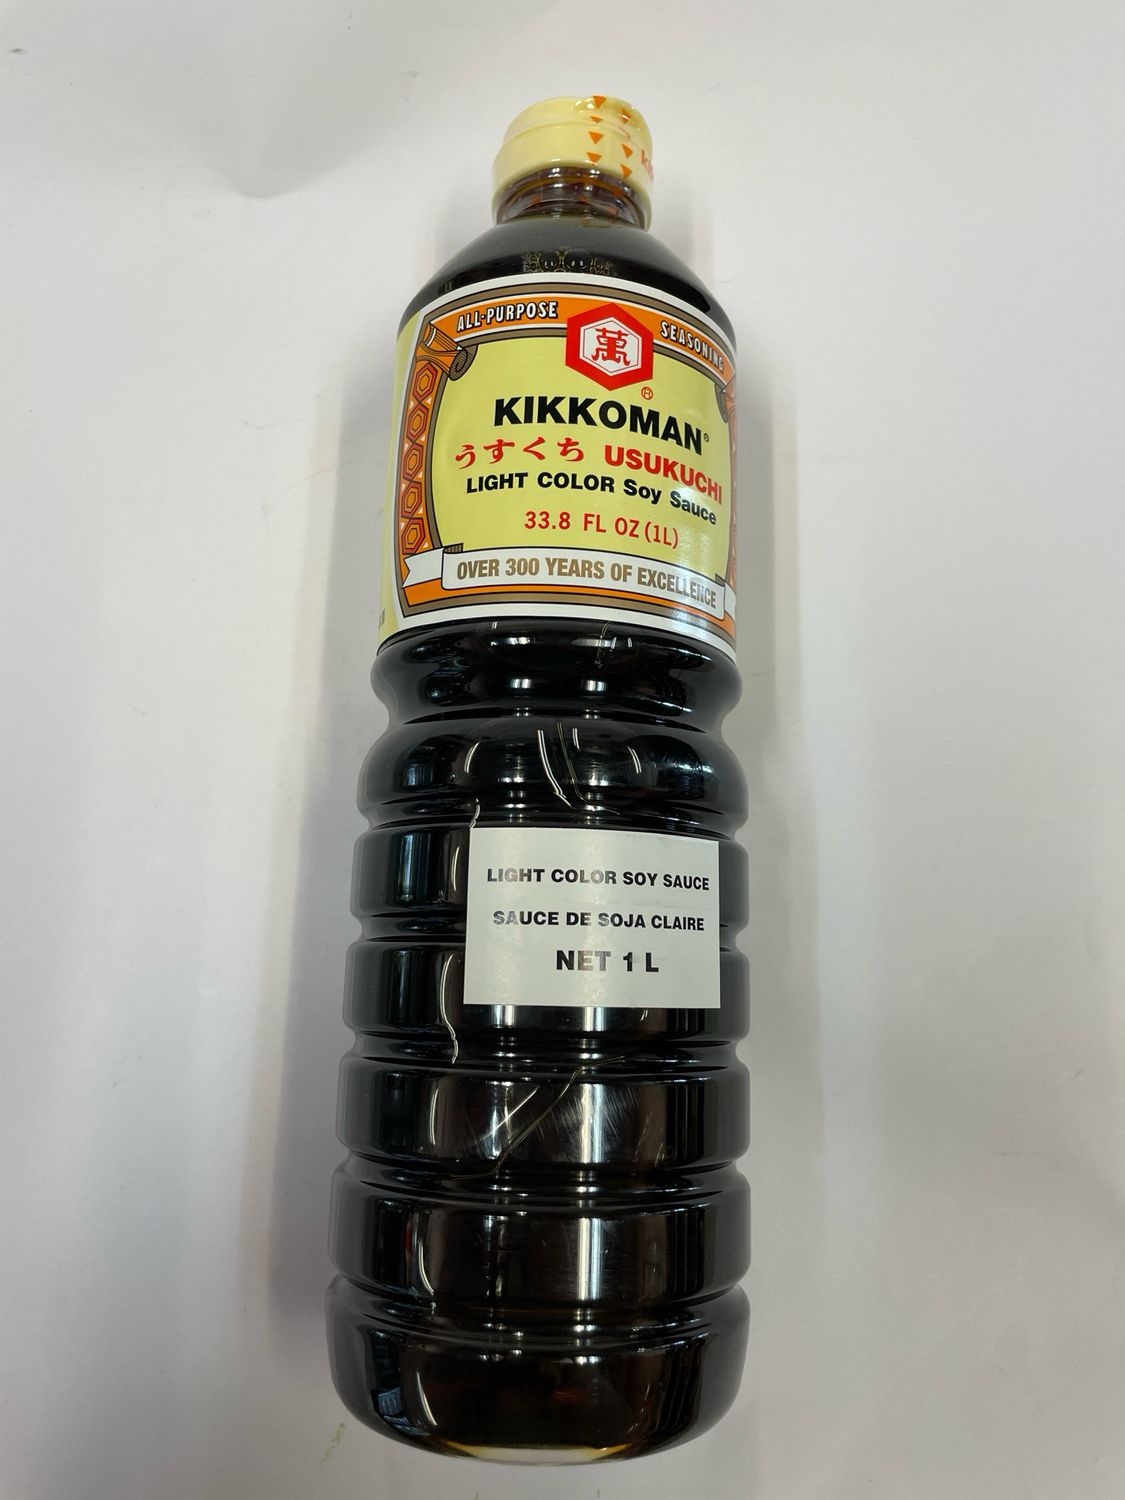 ALL-PURPOSE SEASONING
萬
®
KIKKOMAN®
うすくち USUKUCHI
LIGHT COLOR Soy Sauce
33.8 FL OZ (1L)
OVER 300 YEARS OF EXCELLENCE
LIGHT COLOR SOY SAUCE
SAUCE DE SOJA CLAIRE
NET 1 L